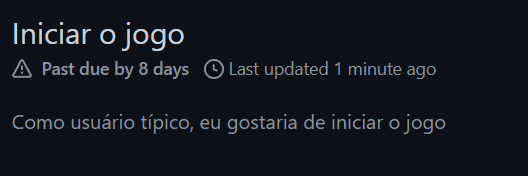 Iniciar o jogo
Past due by 8 days Last updated 1 minute ago
Como usuário típico, eu gostaria de iniciar o jogo